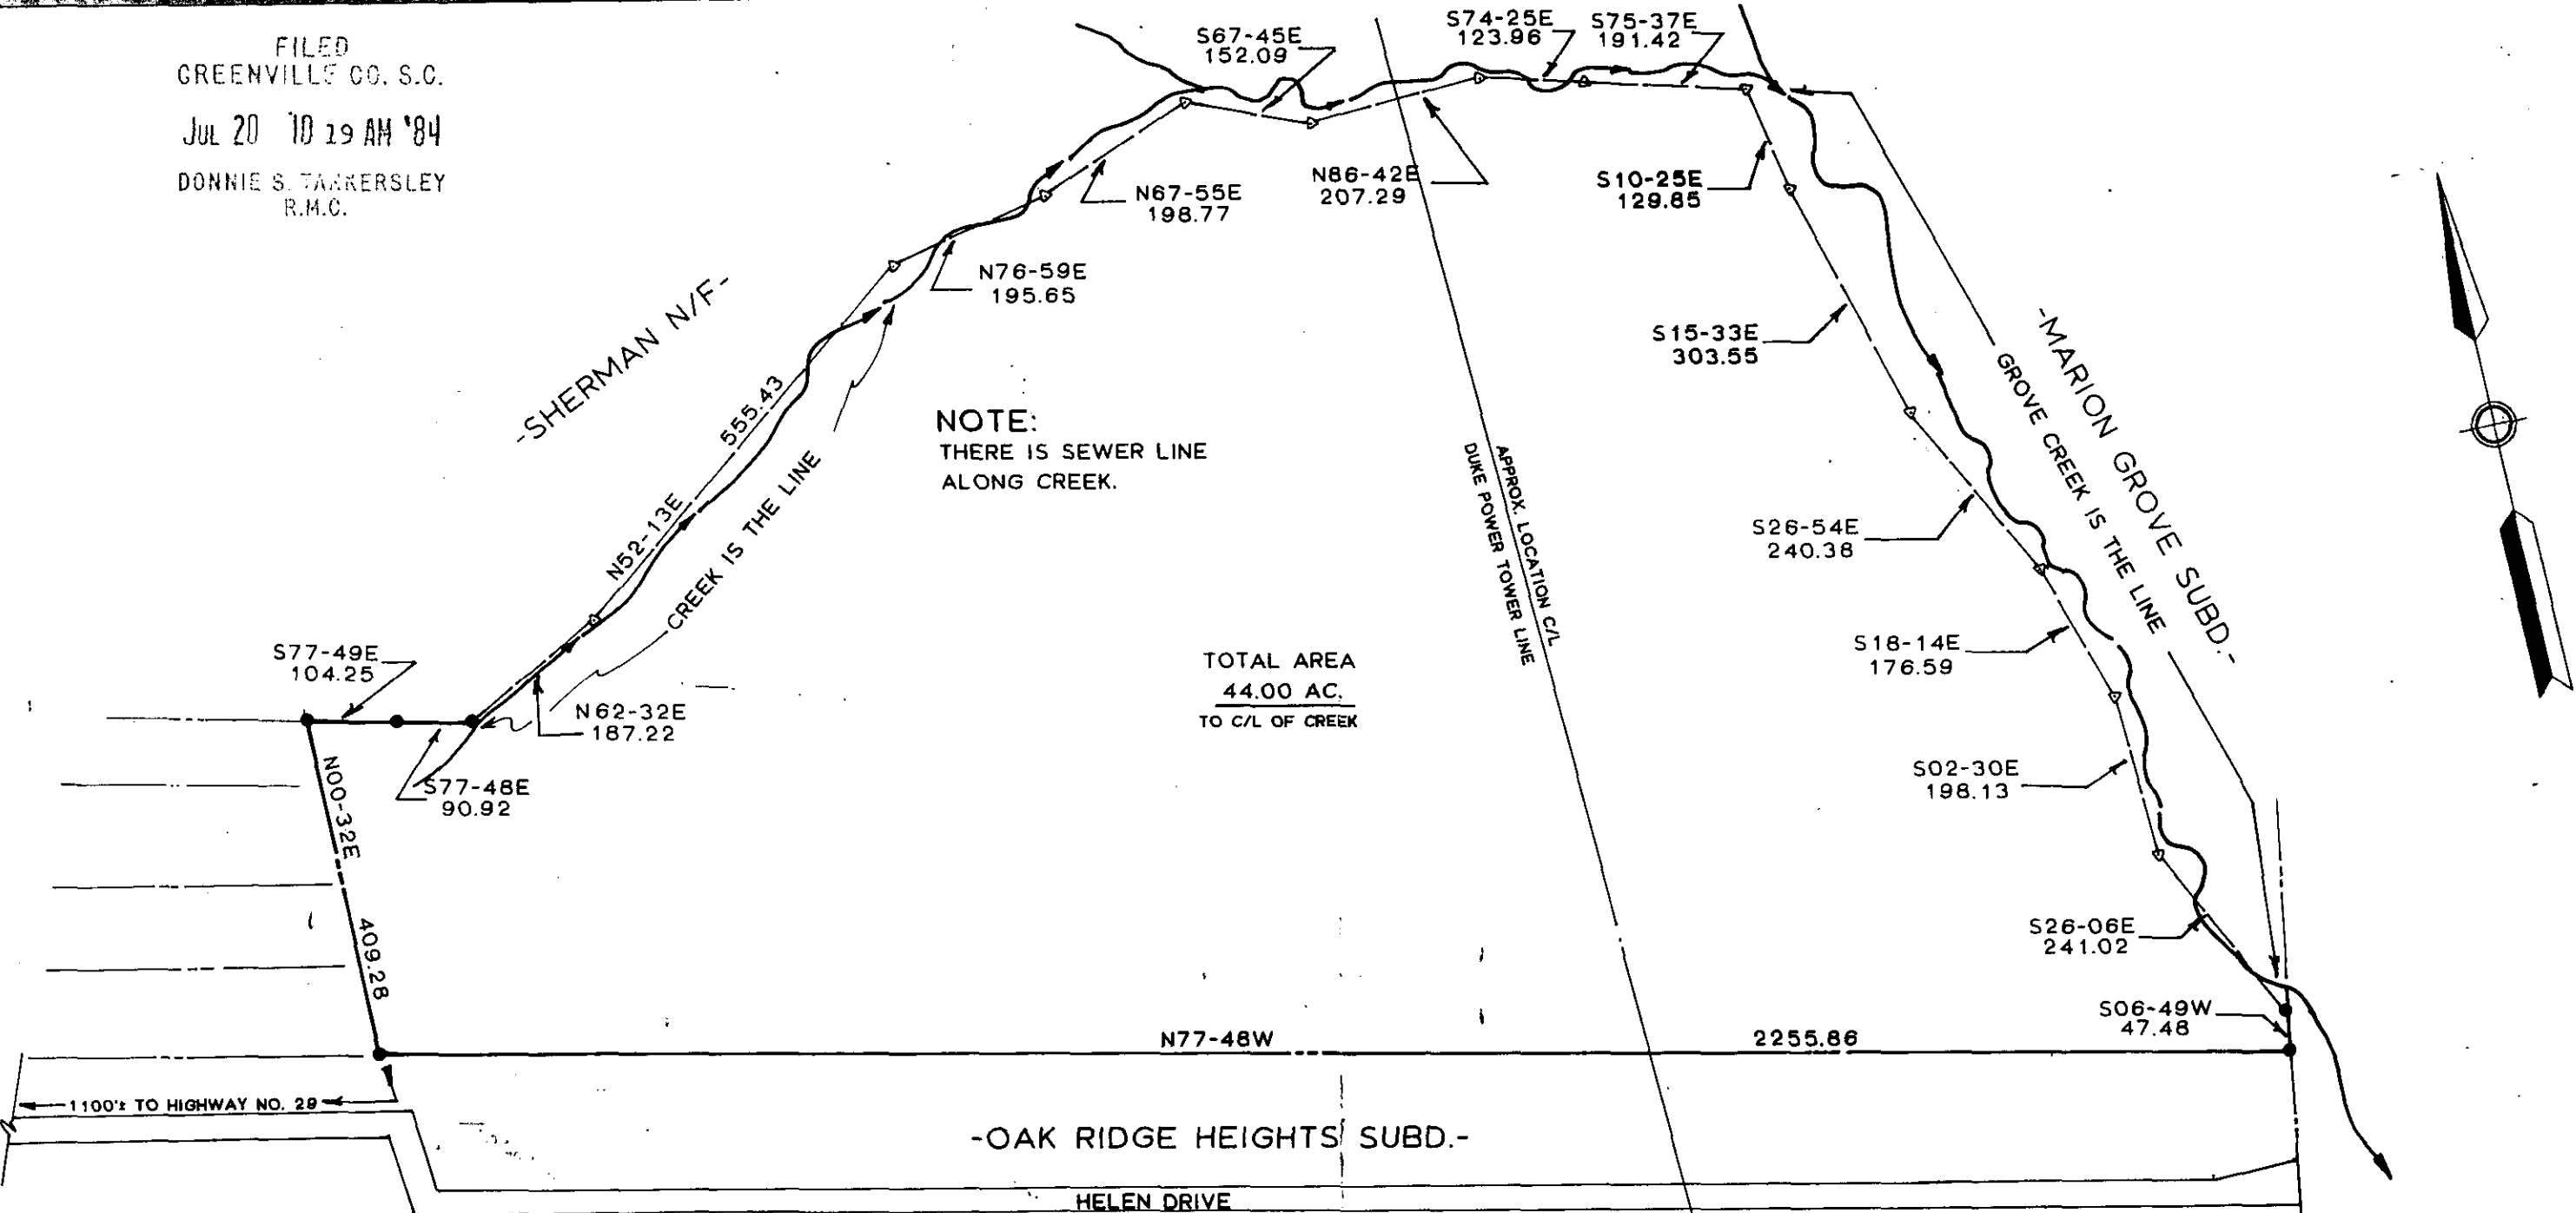 FILED
GREENVILLE CO. S.C.
JUL 20 10 19 AM '84
DONNIE S. TANKERSLEY
R.M.C.
S67-45E
152.09
S74-25E
123.96
S75-37E
191.42
N67-55E
198.77
N86-42E
207.29
S10-25E
129.85
N76-59E
195.65
-SHERMAN N/F-
S15-33E
303.55
-MARION GROVE SUBD.-
GROVE CREEK IS THE LINE
555.43
N52-13E
CREEK IS THE LINE
NOTE:
THERE IS SEWER LINE
ALONG CREEK.
APPROX. LOCATION C/L
DUKE POWER TOWER LINE
S26-54E
240.38
S77-49E
104.25
N62-32E
187.22
TOTAL AREA
44.00 AC.
TO C/L OF CREEK
S18-14E
176.59
S77-48E
90.92
N00-32E
409.28
S02-30E
198.13
S26-06E
241.02
S06-49W
47.48
N77-48W 2255.86
1100'± TO HIGHWAY NO. 29
-OAK RIDGE HEIGHTS SUBD.-
HELEN DRIVE